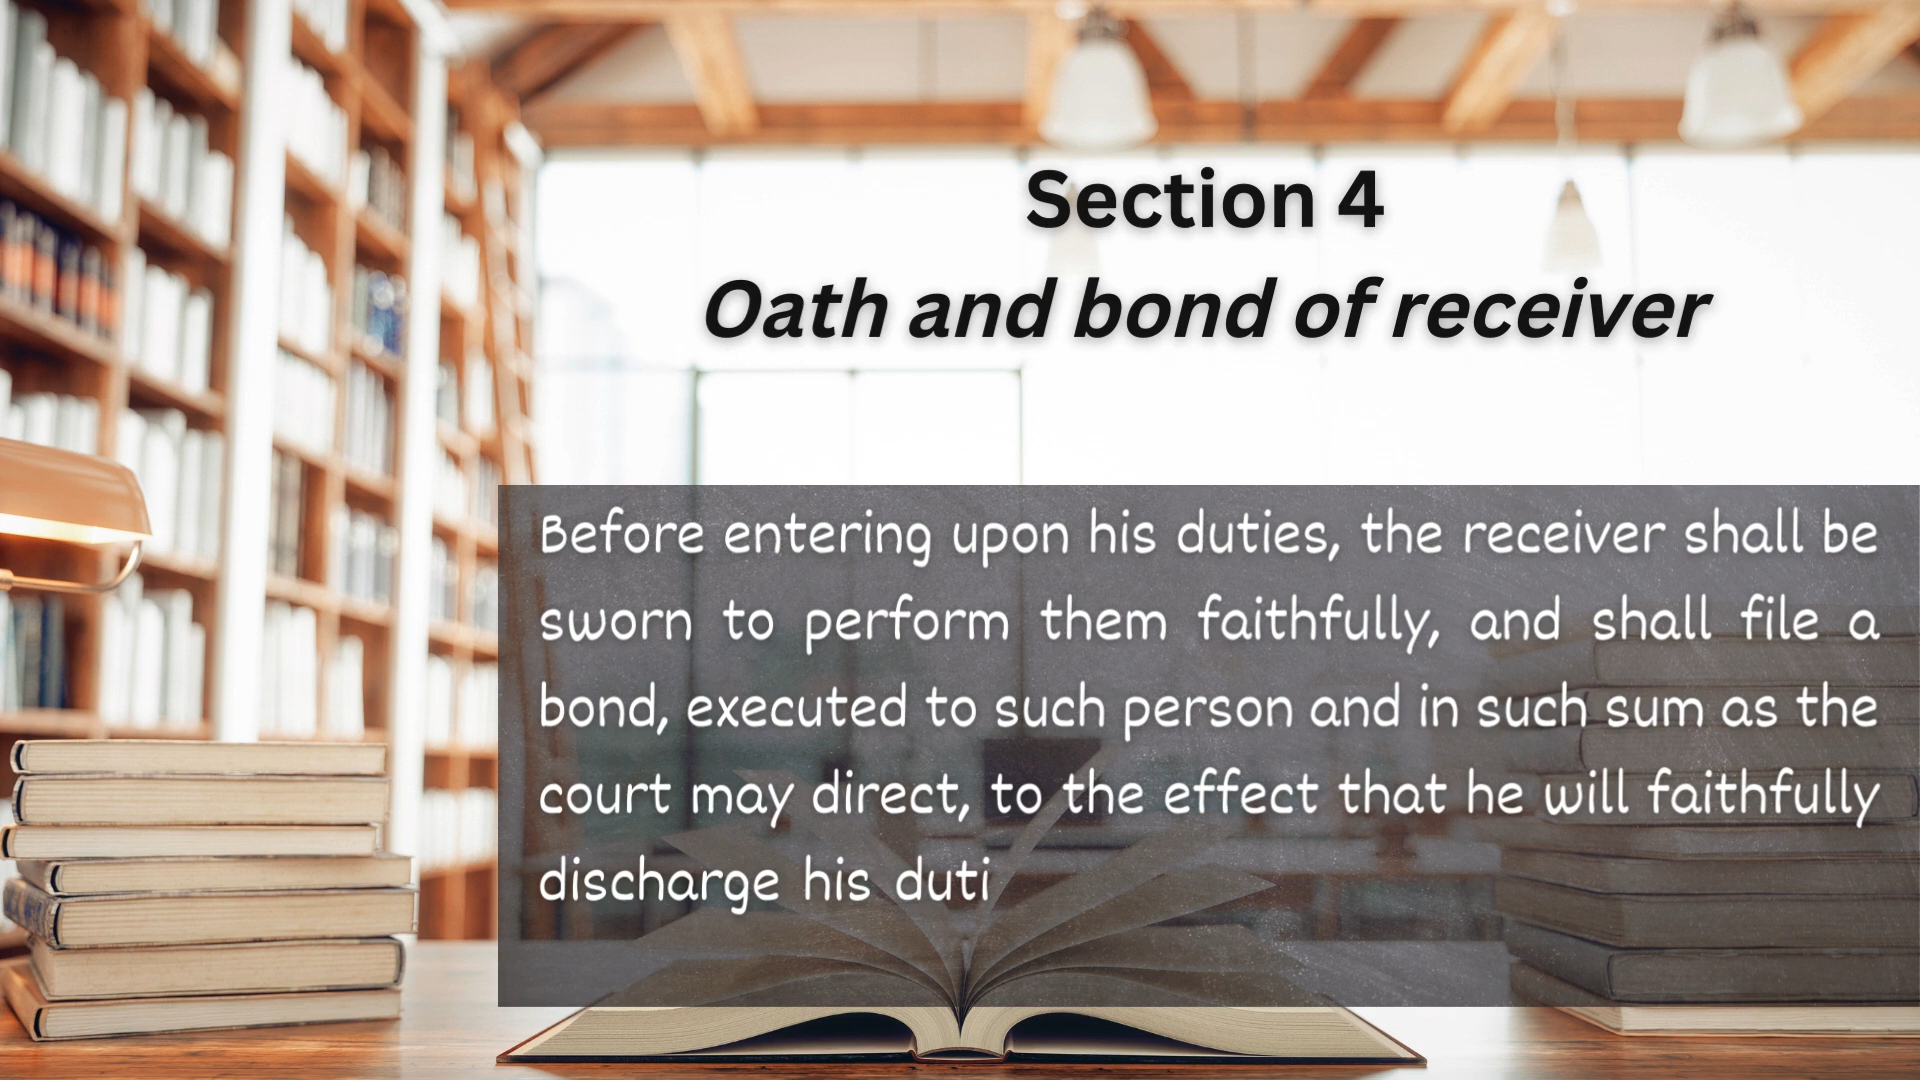 Section 4
Oath and bond of receiver
Before entering upon his duties, the receiver shall be
sworn to perform them faithfully, and shall file a
bond, executed to such person and in such sum as the
court may direct, to the effect that he will faithfully
discharge his duti